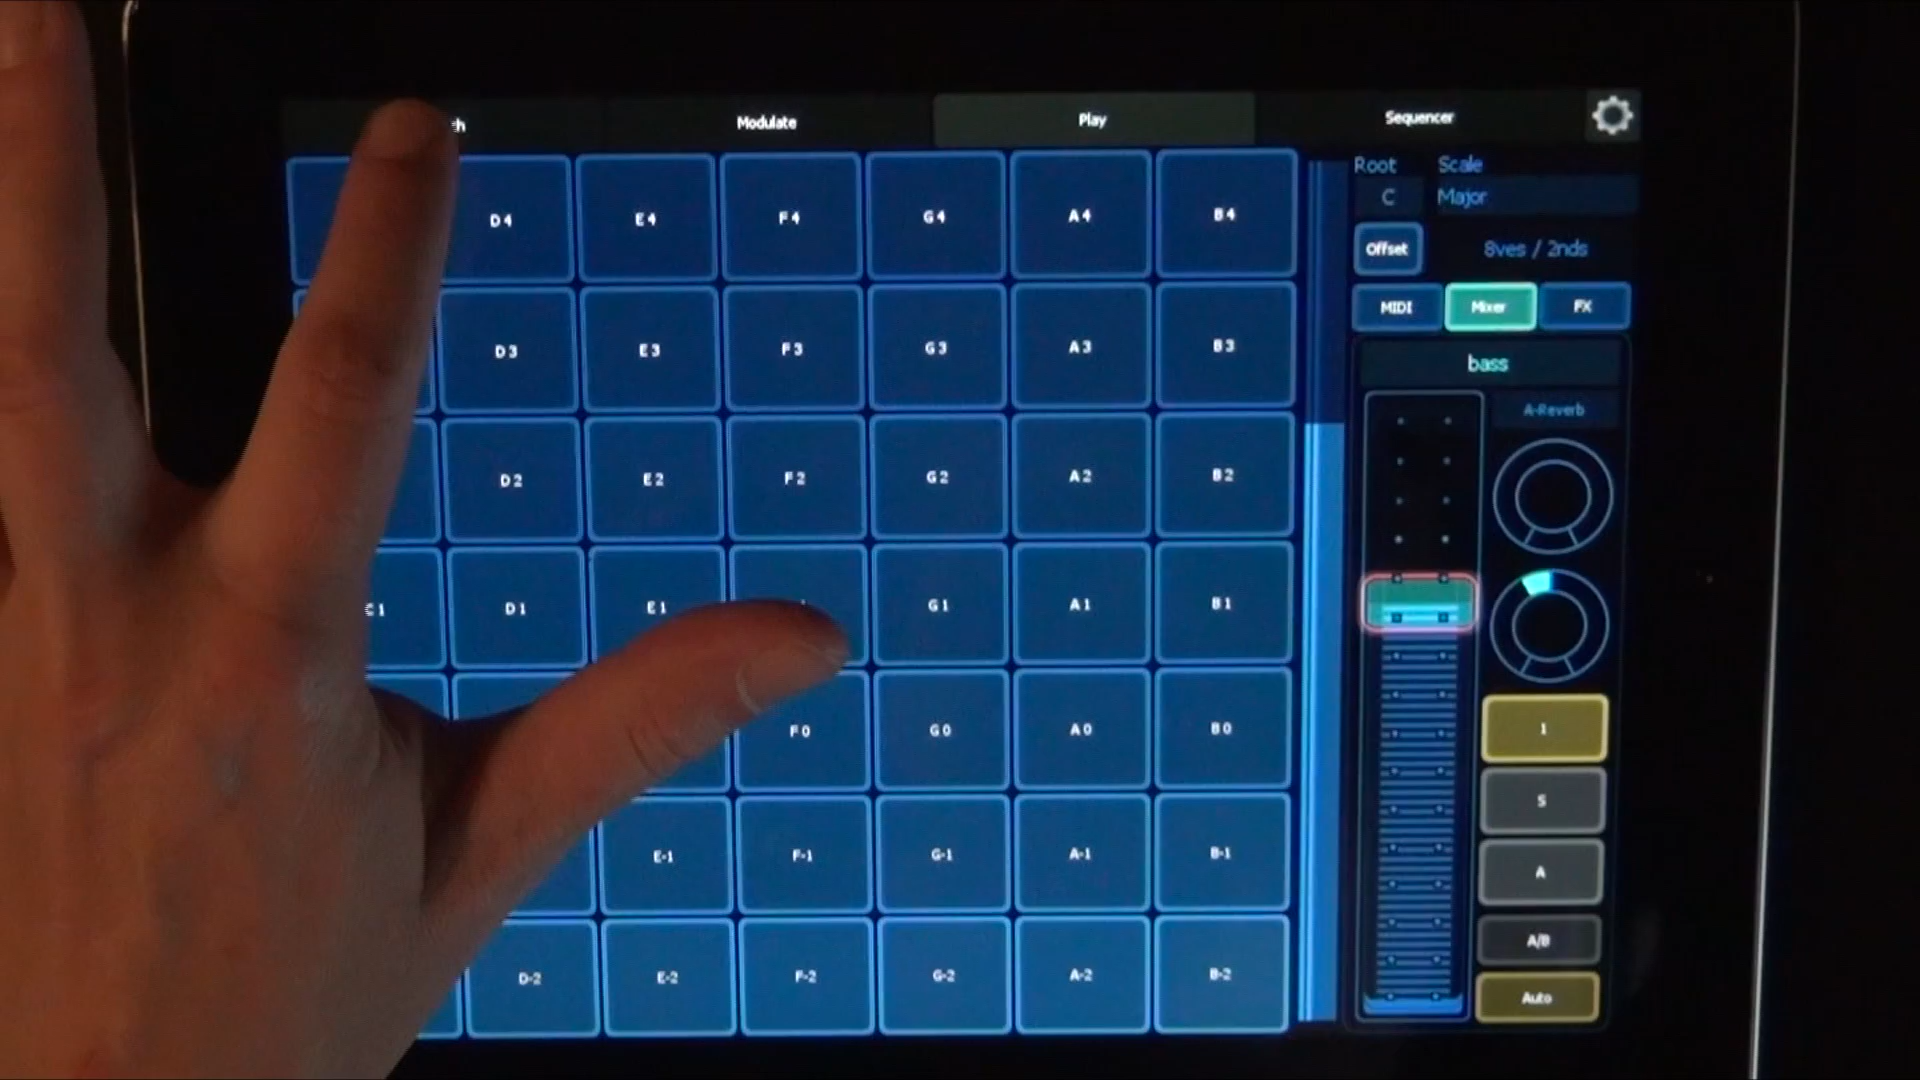 Modulate Play Sequencer
Root Scale
C Major
Offset 8ves / 2nds
MIDI Mixer FX
bass
A-Reverb
1
S
A
A/B
Auto
D4 E4 F4 G4 A4 B4
D3 E3 F3 G3 A3 B3
D2 E2 F2 G2 A2 B2
C1 D1 E1 G1 A1 B1
F0 G0 A0 B0
E-1 F-1 G-1 A-1 B-1
D-2 E-2 F-2 G-2 A-2 B-2